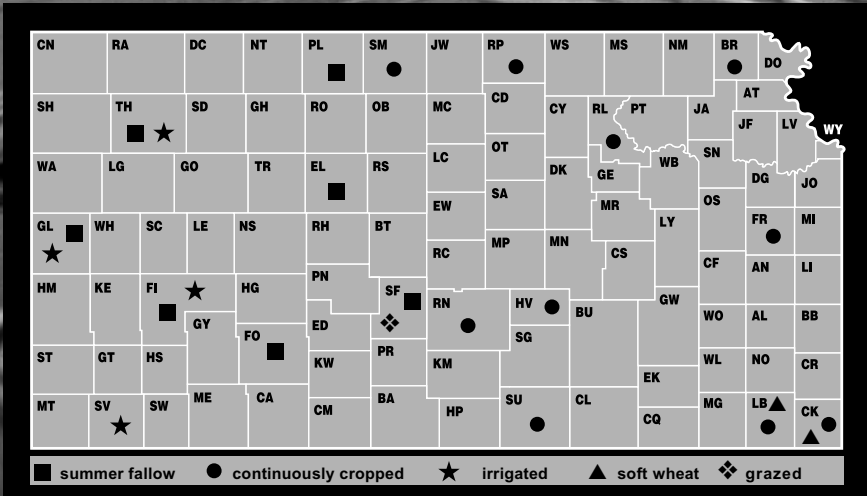 CN RA DC NT PL SM JW RP WS MS NM BR DO
SH TH SD GH RO OB MC CD CY RL PT JA AT
JF LV WY
WA LG GO TR EL RS LC OT DK GE WB SN DG JO
GL WH SC LE NS RH BT EW SA MR LY OS FR MI
RC MP MN CS CF AN LI
HM KE FI HG PN SF RN HV BU GW WO AL BB
GY FO ED SG
ST GT HS KW PR KM EK WL NO CR
MT SV SW ME CA CM BA HP SU CL CQ MG LB CK
summer fallow continuously cropped irrigated soft wheat grazed